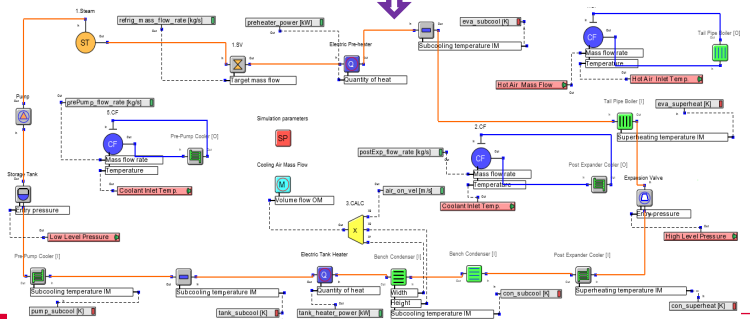 1.Steam
ST
refrig_mass_flow_rate [kg/s]
preheater_power [kW]
1.SV
Target mass flow
Electric Pre-heater
Q
Quantity of heat
Subcooling temperature IM
eva_subcool [K]
CF
Mass flow rate
Temperature
Hot Air Mass Flow
Hot Air Inlet Temp.
Tail Pipe Boiler [O]
Tail Pipe Boiler [I]
eva_superheat [K]
Superheating temperature IM
Pump
prePump_flow_rate [kg/s]
5.CF
CF
Mass flow rate
Temperature
Coolant Inlet Temp.
Pre-Pump Cooler [O]
Simulation parameters
SP
Cooling Air Mass Flow
M
Volume flow OM
3.CALC
X
air_on_vel [m/s]
postExp_flow_rate [kg/s]
2.CF
CF
Mass flow rate
Temperature
Coolant Inlet Temp.
Post Expander Cooler [O]
Expansion Valve
Entry pressure
High Level Pressure
Storage Tank
Entry pressure
Low Level Pressure
Pre-Pump Cooler [I]
Subcooling temperature IM
pump_subcool [K]
Subcooling temperature IM
tank_subcool [K]
Electric Tank Heater
Q
Quantity of heat
tank_heater_power [kW]
Bench Condenser [I]
Width
Height
Subcooling temperature IM
Bench Condenser [I]
con_subcool [K]
Post Expander Cooler [I]
Superheating temperature IM
con_superheat [K]